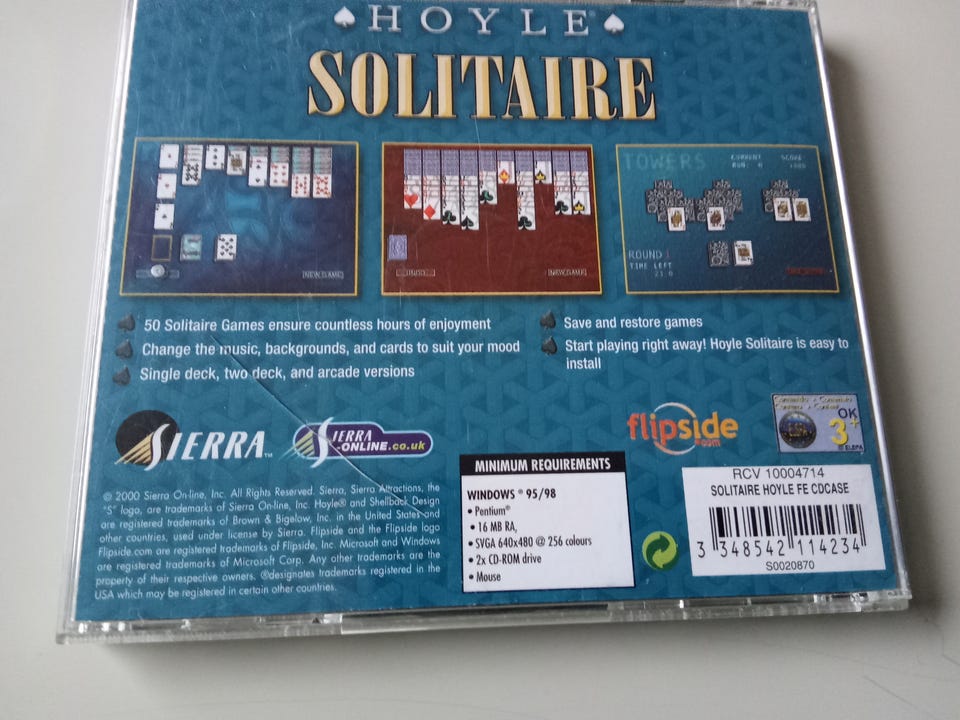 HOYLE®
SOLITAIRE
NEW GAME
NEW GAME
TOWERS
CURRENT
RUN: 0
SCORE
ROUND 1
TIME LEFT
23.0
50 Solitaire Games ensure countless hours of enjoyment
Change the music, backgrounds, and cards to suit your mood
Single deck, two deck, and arcade versions
Save and restore games
Start playing right away! Hoyle Solitaire is easy to
install
SIERRA™
SIERRA
-ONLINE.co.uk
flipside
.com
OK
3+
© ELSPA
© 2000 Sierra On-line, Inc. All Rights Reserved. Sierra, Sierra Attractions, the
"S" logo, are trademarks of Sierra On-line, Inc. Hoyle® and Shellback Design
are registered trademarks of Brown & Bigelow, Inc. in the United States and
other countries, used under license by Sierra. Flipside and the Flipside logo
Flipside.com are registered trademarks of Flipside, Inc. Microsoft and Windows
are registered trademarks of Microsoft Corp. Any other trademarks are the
property of their respective owners. ®designates trademarks registered in the
USA which may be registered in certain other countries.
MINIMUM REQUIREMENTS
WINDOWS® 95/98
• Pentium®
• 16 MB RA,
• SVGA 640x480 @ 256 colours
• 2x CD-ROM drive
• Mouse
RCV 10004714
SOLITAIRE HOYLE FE CDCASE
3 348542 114234
S0020870